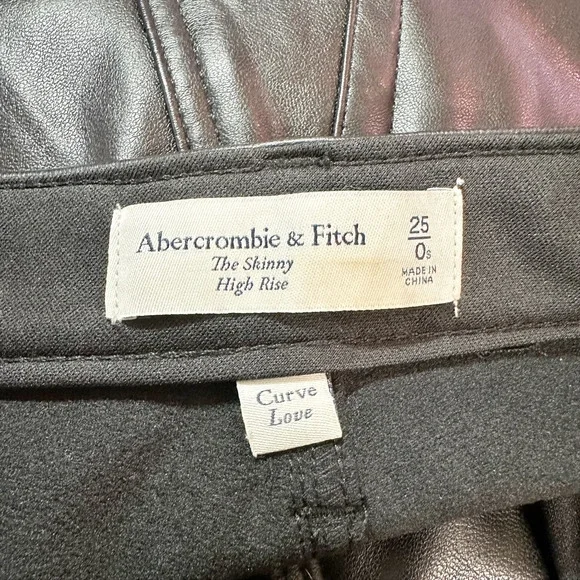 Abercrombie & Fitch
The Skinny
High Rise
25
0s
MADE IN
CHINA
Curve
Love